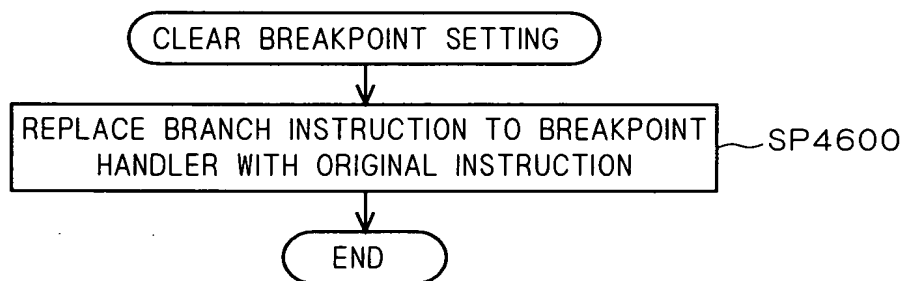 CLEAR BREAKPOINT SETTING
REPLACE BRANCH INSTRUCTION TO BREAKPOINT
HANDLER WITH ORIGINAL INSTRUCTION
SP4600
END